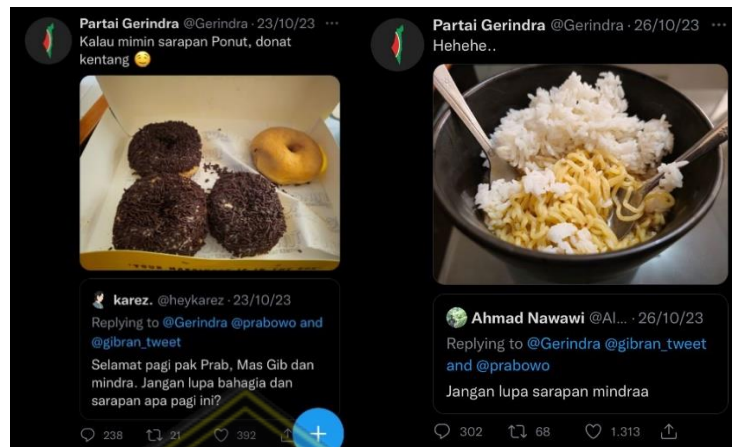 Partai Gerindra @Gerindra · 23/10/23 ...
Kalau mimin sarapan Ponut, donat
kentang
karez. @heykarez · 23/10/23
Replying to @Gerindra @prabowo and
@gibran_tweet
Selamat pagi pak Prab, Mas Gib dan
mindra. Jangan lupa bahagia dan
sarapan apa pagi ini?
238 21 392
Partai Gerindra @Gerindra · 26/10/23 ...
Hehehe..
Ahmad Nawawi @Al... · 26/10/23
Replying to @Gerindra @gibran_tweet
and @prabowo
Jangan lupa sarapan mindraa
302 68 1.313